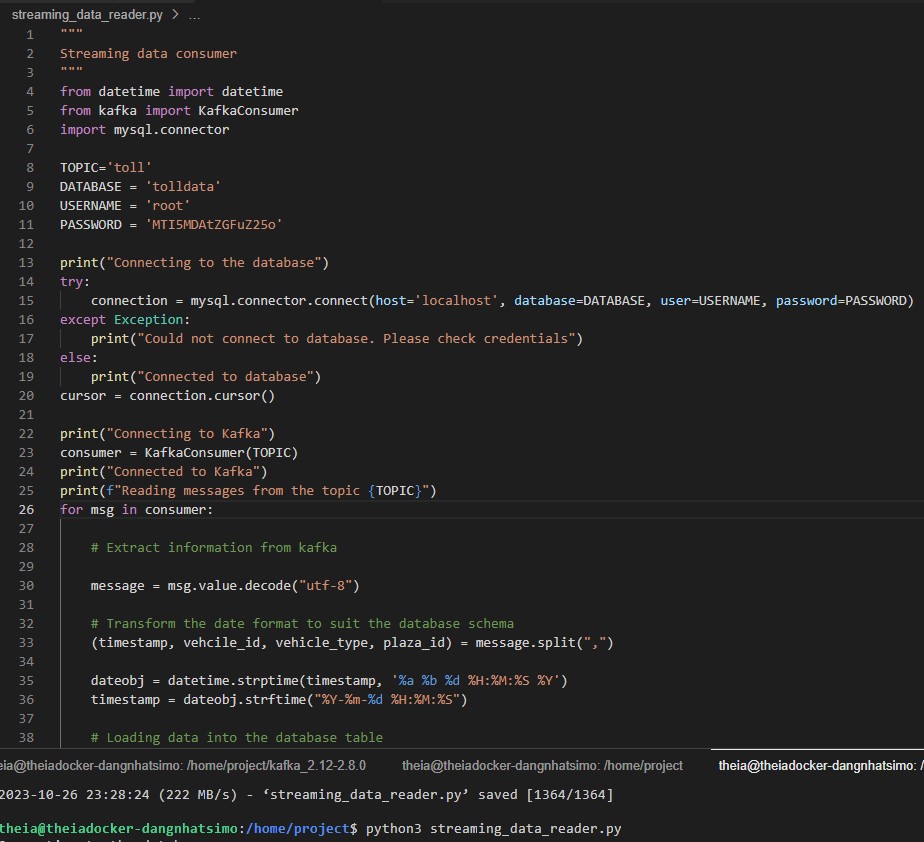 streaming_data_reader.py > ...
1 """
2 Streaming data consumer
3 """
4 from datetime import datetime
5 from kafka import KafkaConsumer
6 import mysql.connector
7
8 TOPIC='toll'
9 DATABASE = 'tolldata'
10 USERNAME = 'root'
11 PASSWORD = 'MTI5MDAtZGFuZ25o'
12
13 print("Connecting to the database")
14 try:
15     connection = mysql.connector.connect(host='localhost', database=DATABASE, user=USERNAME, password=PASSWORD)
16 except Exception:
17     print("Could not connect to database. Please check credentials")
18 else:
19     print("Connected to database")
20 cursor = connection.cursor()
21
22 print("Connecting to Kafka")
23 consumer = KafkaConsumer(TOPIC)
24 print("Connected to Kafka")
25 print(f"Reading messages from the topic {TOPIC}")
26 for msg in consumer:
27
28     # Extract information from kafka
29
30     message = msg.value.decode("utf-8")
31
32     # Transform the date format to suit the database schema
33     (timestamp, vehcile_id, vehicle_type, plaza_id) = message.split(",")
34
35     dateobj = datetime.strptime(timestamp, '%a %b %d %H:%M:%S %Y')
36     timestamp = dateobj.strftime("%Y-%m-%d %H:%M:%S")
37
38     # Loading data into the database table
eia@theiadocker-dangnhatsimo: /home/project/kafka_2.12-2.8.0 theia@theiadocker-dangnhatsimo: /home/project theia@theiadocker-dangnhatsimo: /
2023-10-26 23:28:24 (222 MB/s) - ‘streaming_data_reader.py’ saved [1364/1364]
theia@theiadocker-dangnhatsimo:/home/project$ python3 streaming_data_reader.py